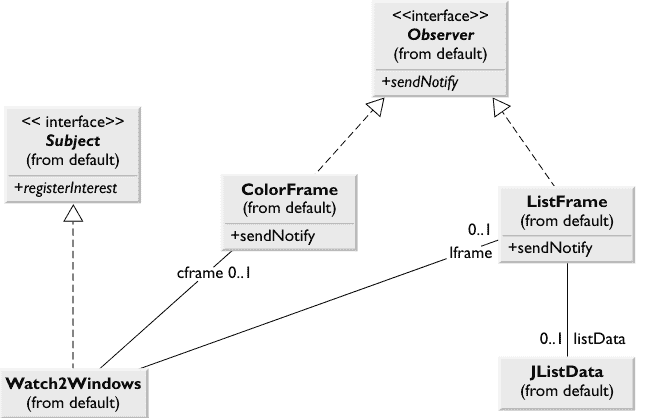 <<interface>>
Observer
(from default)
+sendNotify
<< interface>>
Subject
(from default)
+registerInterest
ColorFrame
(from default)
+sendNotify
ListFrame
(from default)
+sendNotify
0..1
lframe
cframe 0..1
0..1 listData
Watch2Windows
(from default)
JListData
(from default)